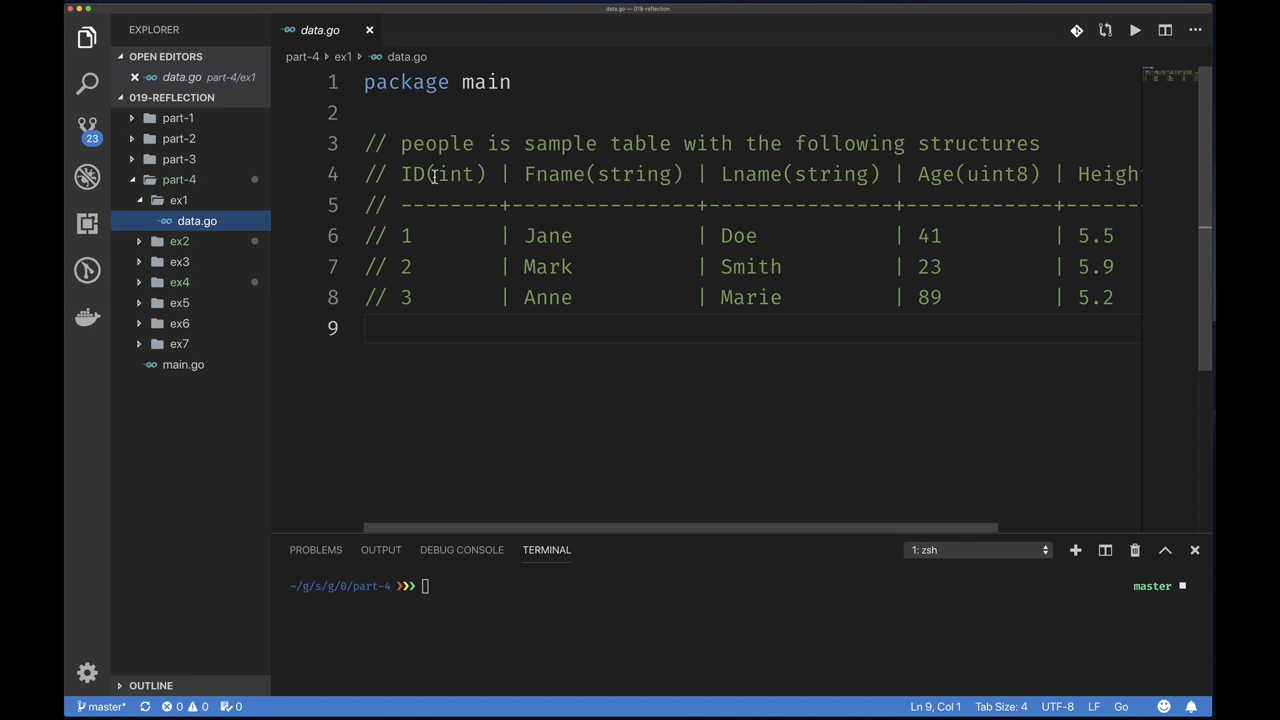 data.go — 019-reflection
EXPLORER
OPEN EDITORS
data.go part-4/ex1
019-REFLECTION
part-1
part-2
part-3
part-4
ex1
data.go
ex2
ex3
ex4
ex5
ex6
ex7
main.go
OUTLINE
23
data.go
part-4 ex1 data.go
1 package main
2
3 // people is sample table with the following structures
4 // ID(int) | Fname(string) | Lname(string) | Age(uint8) | Heigh
5 // --------+---------------+---------------+------------+------
6 // 1 | Jane | Doe | 41 | 5.5
7 // 2 | Mark | Smith | 23 | 5.9
8 // 3 | Anne | Marie | 89 | 5.2
9
PROBLEMS OUTPUT DEBUG CONSOLE TERMINAL 1: zsh
~/g/s/g/0/part-4 ❯❯❯ master
master* 0 0 0 Ln 9, Col 1 Tab Size: 4 UTF-8 LF Go